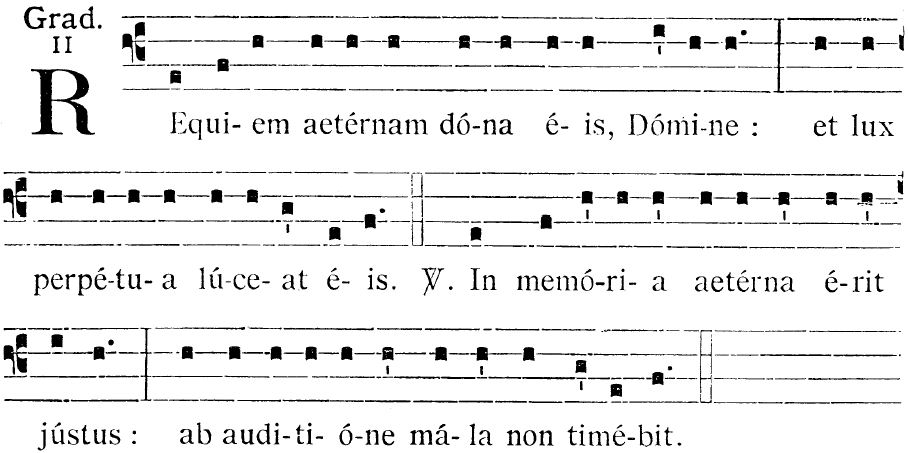 Grad.
II
REqui- em aetérnam dó-na é- is, Dómi-ne : et lux
perpé-tu- a lú-ce- at é- is. ℣. In memó-ri- a aetérna é-rit
jústus : ab audi-ti- ó-ne má- la non timé-bit.